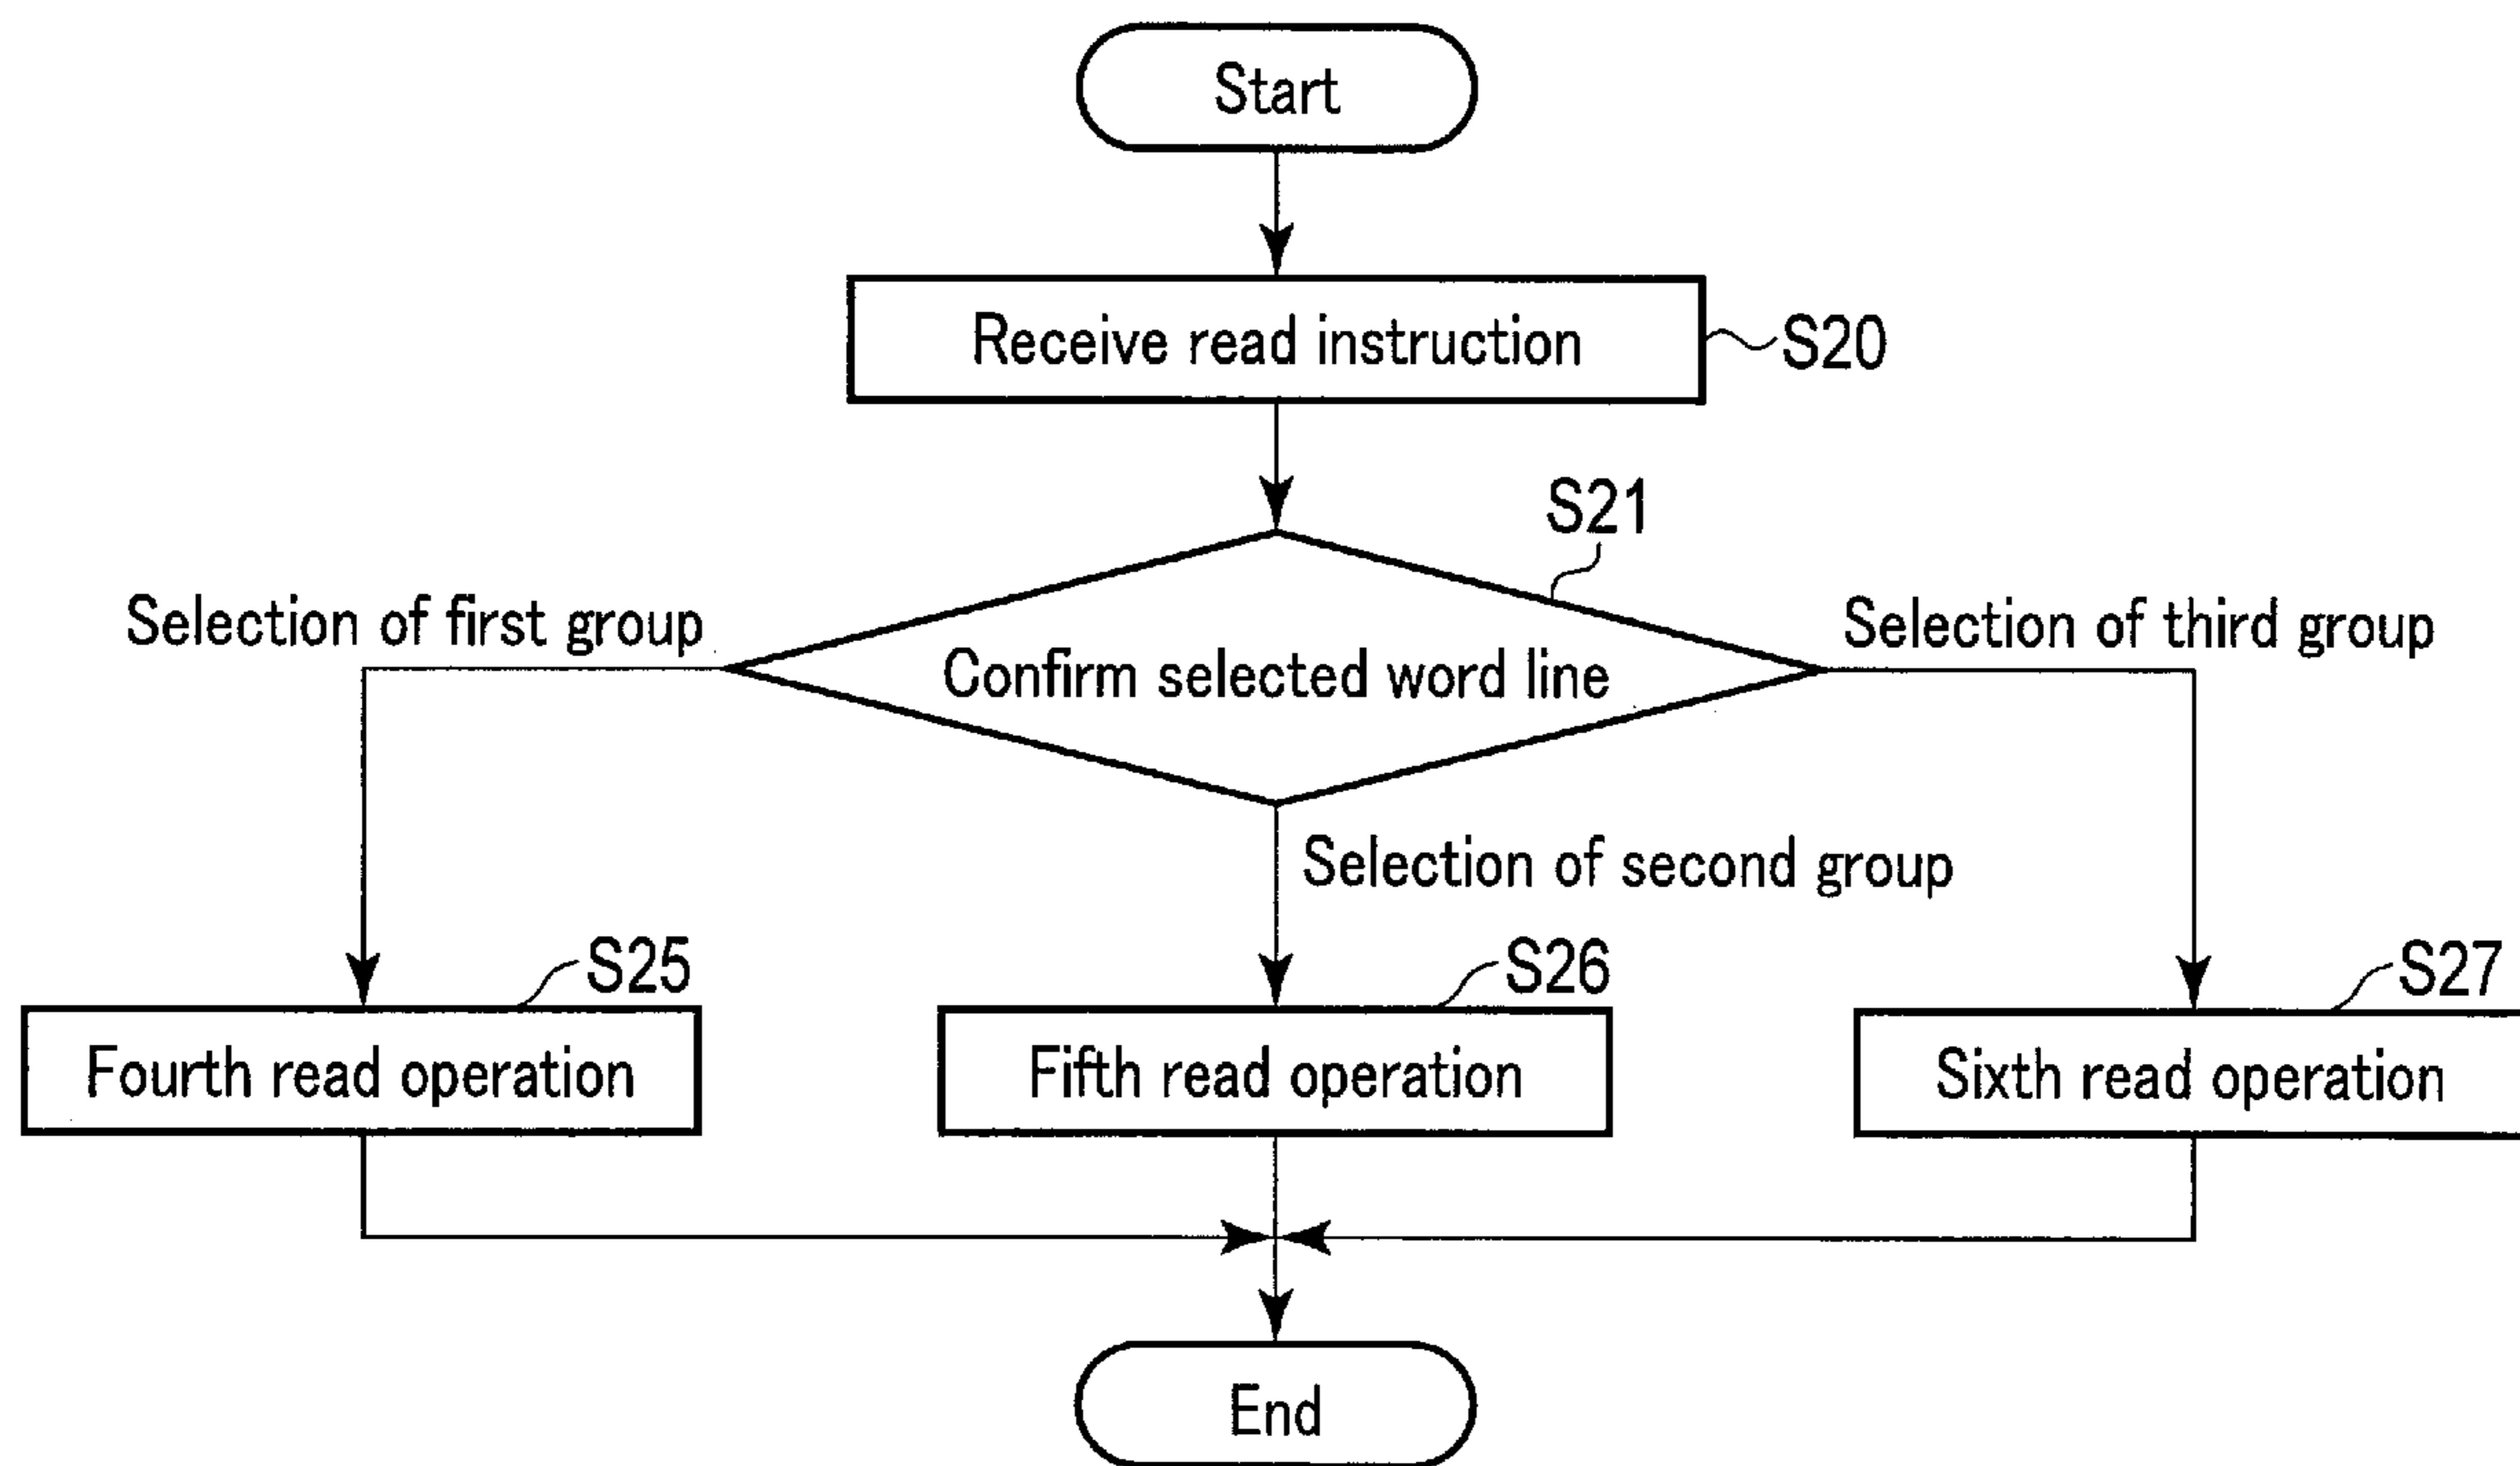 Start
Receive read instruction
S20
S21
Selection of first group
Confirm selected word line
Selection of third group
Selection of second group
S25
S26
S27
Fourth read operation
Fifth read operation
Sixth read operation
End